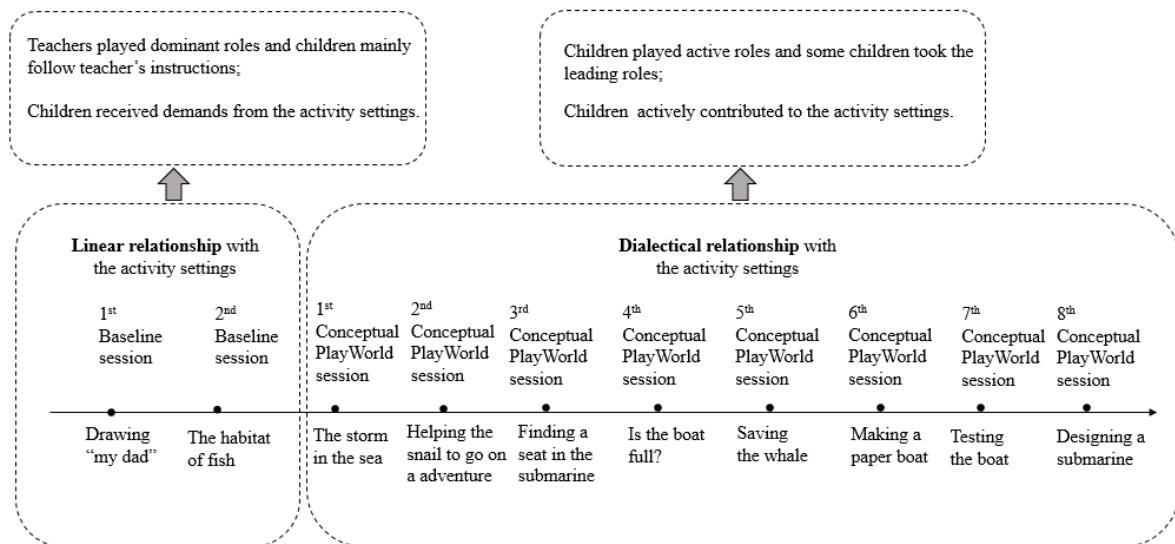 Teachers played dominant roles and children mainly
follow teacher's instructions;
Children received demands from the activity settings.
Children played active roles and some children took the
leading roles;
Children actively contributed to the activity settings.
Linear relationship with
the activity settings
Dialectical relationship with
the activity settings
1st
Baseline
session
2nd
Baseline
session
1st
Conceptual
PlayWorld
session
2nd
Conceptual
PlayWorld
session
3rd
Conceptual
PlayWorld
session
4th
Conceptual
PlayWorld
session
5th
Conceptual
PlayWorld
session
6th
Conceptual
PlayWorld
session
7th
Conceptual
PlayWorld
session
8th
Conceptual
PlayWorld
session
Drawing
“my dad”
The habitat
of fish
The storm
in the sea
Helping the
snail to go on
a adventure
Finding a
seat in the
submarine
Is the boat
full?
Saving
the whale
Making a
paper boat
Testing
the boat
Designing a
submarine